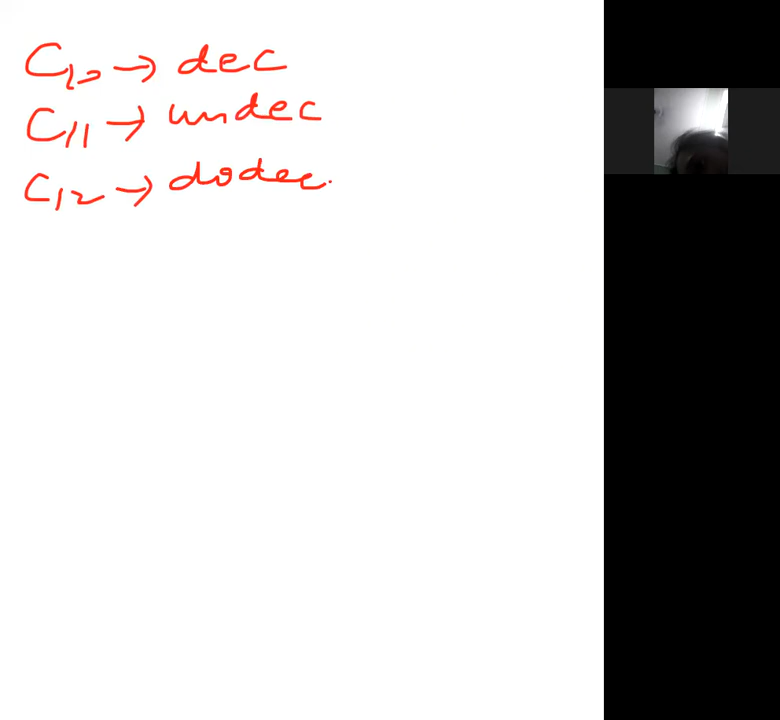 C₁₀ → dec
C₁₁ → undec
C₁₂ → dodec.